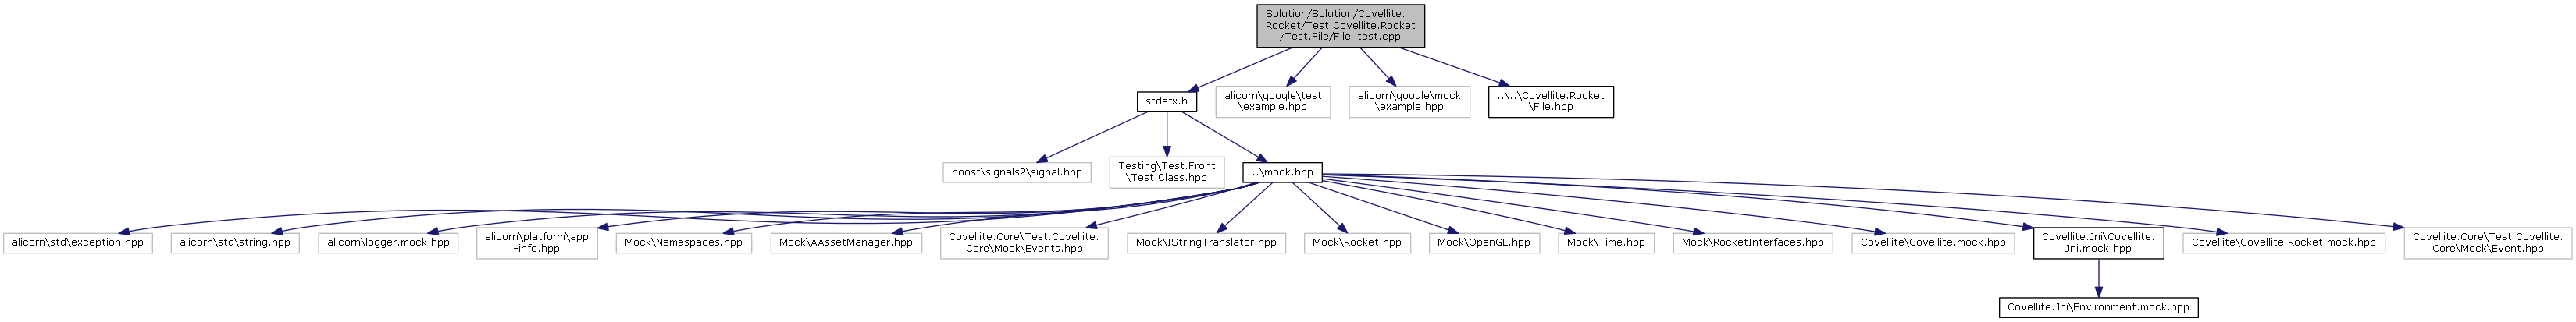 Solution/Solution/Covellite.
Rocket/Test.Covellite.Rocket
/Test.File/File_test.cpp
stdafx.h
alicorn\google\test
\example.hpp
alicorn\google\mock
\example.hpp
..\..\Covellite.Rocket
\File.hpp
boost\signals2\signal.hpp
Testing\Test.Front
\Test.Class.hpp
..\mock.hpp
alicorn\std\exception.hpp
alicorn\std\string.hpp
alicorn\logger.mock.hpp
alicorn\platform\app
-info.hpp
Mock\Namespaces.hpp
Mock\AAssetManager.hpp
Covellite.Core\Test.Covellite.
Core\Mock\Events.hpp
Mock\IStringTranslator.hpp
Mock\Rocket.hpp
Mock\OpenGL.hpp
Mock\Time.hpp
Mock\RocketInterfaces.hpp
Covellite\Covellite.mock.hpp
Covellite.Jni\Covellite.
Jni.mock.hpp
Covellite\Covellite.Rocket.mock.hpp
Covellite.Core\Test.Covellite.
Core\Mock\Event.hpp
Covellite.Jni\Environment.mock.hpp